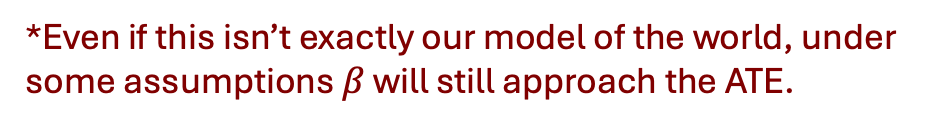 *Even if this isn’t exactly our model of the world, under
some assumptions 𝛽 will still approach the ATE.